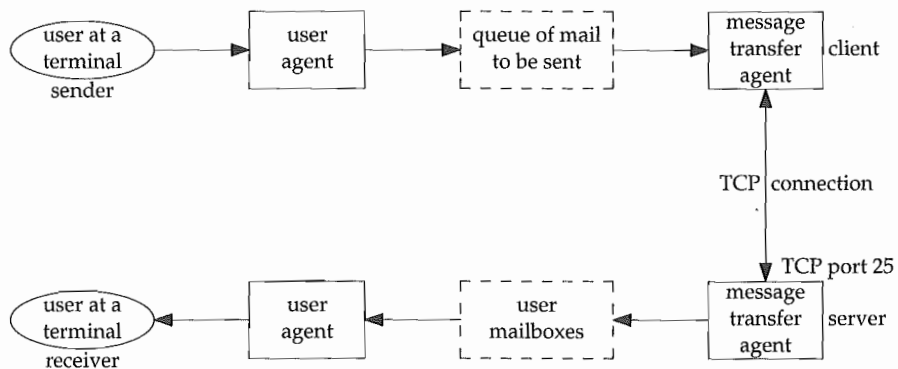 user at a
terminal
sender
user
agent
queue of mail
to be sent
message
transfer
agent
client
TCP connection
TCP port 25
user at a
terminal
receiver
user
agent
user
mailboxes
message
transfer
agent
server